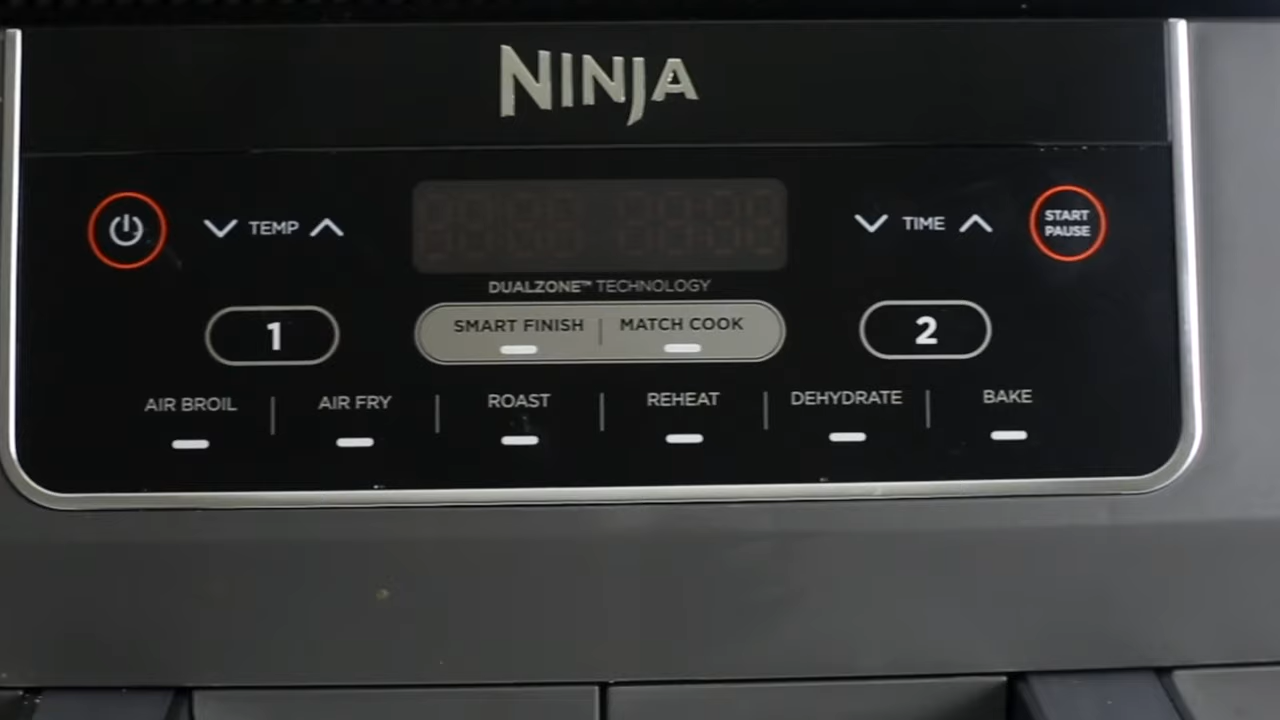 NINJA
TEMP
TIME
START
PAUSE
DUALZONE™ TECHNOLOGY
1
SMART FINISH
MATCH COOK
2
AIR BROIL
AIR FRY
ROAST
REHEAT
DEHYDRATE
BAKE